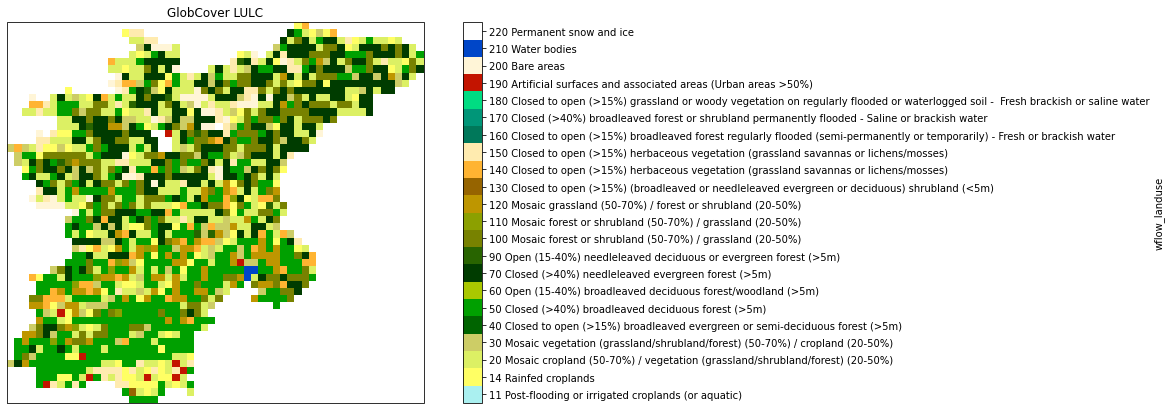 GlobCover LULC
220 Permanent snow and ice
210 Water bodies
200 Bare areas
190 Artificial surfaces and associated areas (Urban areas >50%)
180 Closed to open (>15%) grassland or woody vegetation on regularly flooded or waterlogged soil - Fresh brackish or saline water
170 Closed (>40%) broadleaved forest or shrubland permanently flooded - Saline or brackish water
160 Closed to open (>15%) broadleaved forest regularly flooded (semi-permanently or temporarily) - Fresh or brackish water
150 Closed to open (>15%) herbaceous vegetation (grassland savannas or lichens/mosses)
140 Closed to open (>15%) herbaceous vegetation (grassland savannas or lichens/mosses)
130 Closed to open (>15%) (broadleaved or needleleaved evergreen or deciduous) shrubland (<5m)
120 Mosaic grassland (50-70%) / forest or shrubland (20-50%)
110 Mosaic forest or shrubland (50-70%) / grassland (20-50%)
100 Mosaic forest or shrubland (50-70%) / grassland (20-50%)
90 Open (15-40%) needleleaved deciduous or evergreen forest (>5m)
70 Closed (>40%) needleleaved evergreen forest (>5m)
60 Open (15-40%) broadleaved deciduous forest/woodland (>5m)
50 Closed (>40%) broadleaved deciduous forest (>5m)
40 Closed to open (>15%) broadleaved evergreen or semi-deciduous forest (>5m)
30 Mosaic vegetation (grassland/shrubland/forest) (50-70%) / cropland (20-50%)
20 Mosaic cropland (50-70%) / vegetation (grassland/shrubland/forest) (20-50%)
14 Rainfed croplands
11 Post-flooding or irrigated croplands (or aquatic)
wflow_landuse